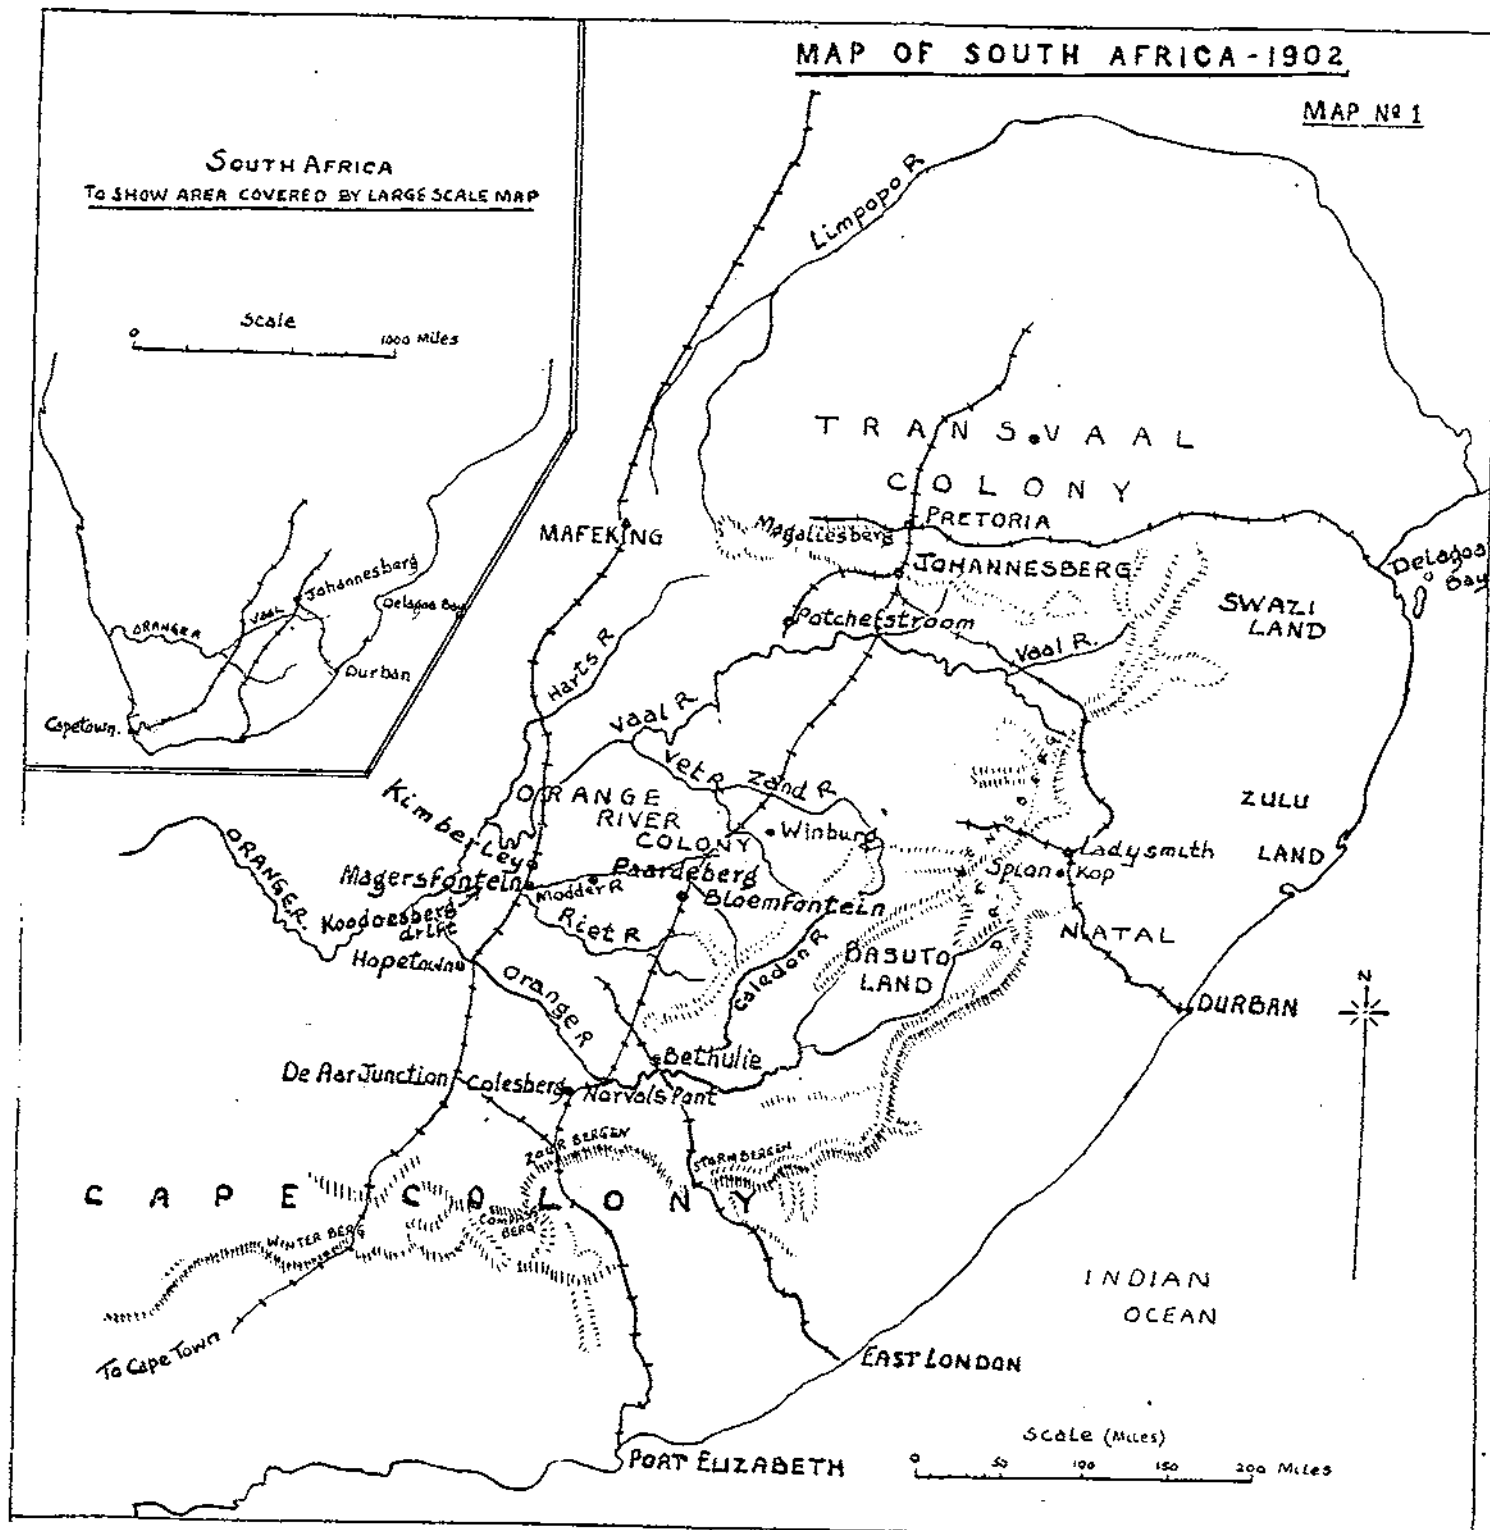 MAP OF SOUTH AFRICA - 1902
MAP No 1
SOUTH AFRICA
TO SHOW AREA COVERED BY LARGE SCALE MAP
Scale
0 1000 Miles
ORANGE R
VAAL
Johannesberg
Delagoa Bay
Durban
Capetown.
Limpopo R
TRANSVAAL
COLONY
PRETORIA
Magaliesberg
MAFEKING
JOHANNESBERG
Delagoa
Bay
SWAZI
LAND
Potchefstroom
Vaal R.
Harts R
Vaal R
Vet R
Zand R
ORANGE
RIVER
COLONY
Winburg
ZULU
LAND
Kimberley
Ladysmith
Spion Kop
ORANGE R.
Magersfontein
Paardeberg
Modder R
Bloemfontein
Koodoesberg
drift
Riet R
NATAL
Hopetown
Orange R
Caledon R
BASUTO
LAND
N
DURBAN
Bethulie
De Aar Junction
Colesberg
Norvals Pont
ZOUR BERGEN
STORMBERGEN
CAPE COLONY
COMPASS
BERG
WINTER BERG
INDIAN
OCEAN
To Cape Town
EAST LONDON
PORT ELIZABETH
Scale (Miles)
0 50 100 150 200 Miles